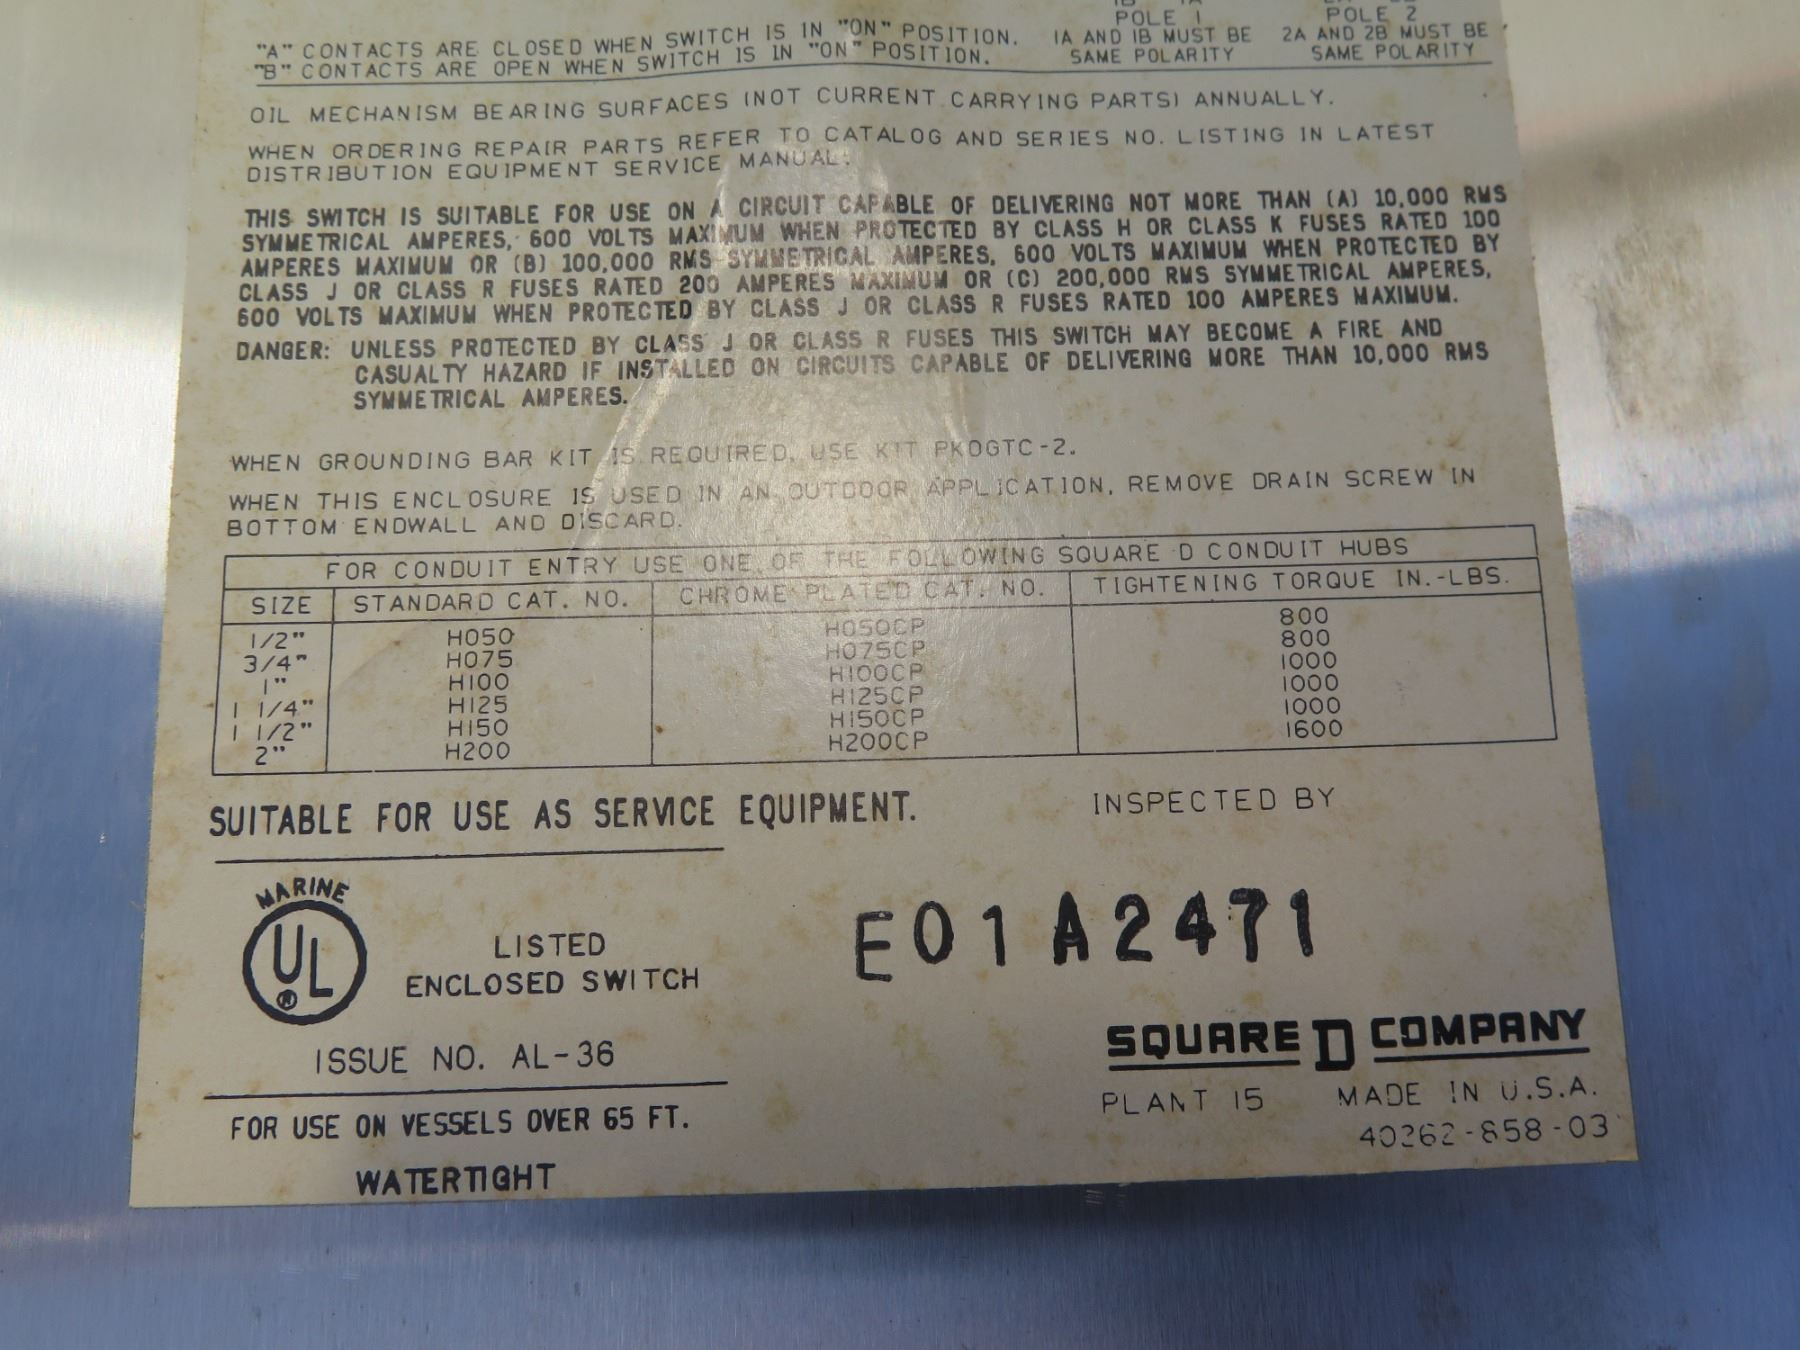 POLE 1 POLE 2
"A" CONTACTS ARE CLOSED WHEN SWITCH IS IN "ON" POSITION. 1A AND 1B MUST BE 2A AND 2B MUST BE
"B" CONTACTS ARE OPEN WHEN SWITCH IS IN "ON" POSITION. SAME POLARITY SAME POLARITY
OIL MECHANISM BEARING SURFACES (NOT CURRENT CARRYING PARTS) ANNUALLY.
WHEN ORDERING REPAIR PARTS REFER TO CATALOG AND SERIES NO. LISTING IN LATEST
DISTRIBUTION EQUIPMENT SERVICE MANUAL.
THIS SWITCH IS SUITABLE FOR USE ON A CIRCUIT CAPABLE OF DELIVERING NOT MORE THAN (A) 10,000 RMS
SYMMETRICAL AMPERES, 600 VOLTS MAXIMUM WHEN PROTECTED BY CLASS H OR CLASS K FUSES RATED 100
AMPERES MAXIMUM OR (B) 100,000 RMS SYMMETRICAL AMPERES, 600 VOLTS MAXIMUM WHEN PROTECTED BY
CLASS J OR CLASS R FUSES RATED 200 AMPERES MAXIMUM OR (C) 200,000 RMS SYMMETRICAL AMPERES,
600 VOLTS MAXIMUM WHEN PROTECTED BY CLASS J OR CLASS R FUSES RATED 100 AMPERES MAXIMUM.
DANGER: UNLESS PROTECTED BY CLASS J OR CLASS R FUSES THIS SWITCH MAY BECOME A FIRE AND
CASUALTY HAZARD IF INSTALLED ON CIRCUITS CAPABLE OF DELIVERING MORE THAN 10,000 RMS
SYMMETRICAL AMPERES.
WHEN GROUNDING BAR KIT IS REQUIRED, USE KIT PKOGTC-2.
WHEN THIS ENCLOSURE IS USED IN AN OUTDOOR APPLICATION, REMOVE DRAIN SCREW IN
BOTTOM ENDWALL AND DISCARD.
FOR CONDUIT ENTRY USE ONE OF THE FOLLOWING SQUARE D CONDUIT HUBS
SIZE STANDARD CAT. NO. CHROME PLATED CAT. NO. TIGHTENING TORQUE IN.-LBS.
1/2" H050 H050CP 800
3/4" H075 H075CP 800
1" H100 H100CP 1000
1 1/4" H125 H125CP 1000
1 1/2" H150 H150CP 1000
2" H200 H200CP 1600
SUITABLE FOR USE AS SERVICE EQUIPMENT. INSPECTED BY
MARINE
UL ®
LISTED
ENCLOSED SWITCH
E01A2471
ISSUE NO. AL-36
SQUARE D COMPANY
FOR USE ON VESSELS OVER 65 FT.
PLANT 15 MADE IN U.S.A.
WATERTIGHT
40262-858-03